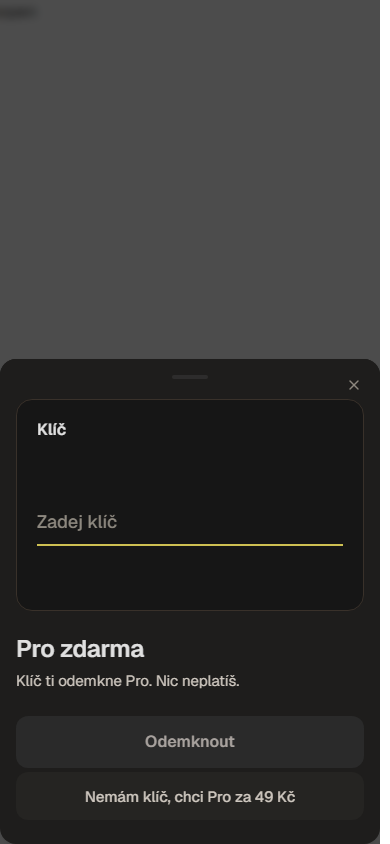 Klíč
Zadej klíč
Pro zdarma
Klíč ti odemkne Pro. Nic neplatíš.
Odemknout
Nemám klíč, chci Pro za 49 Kč